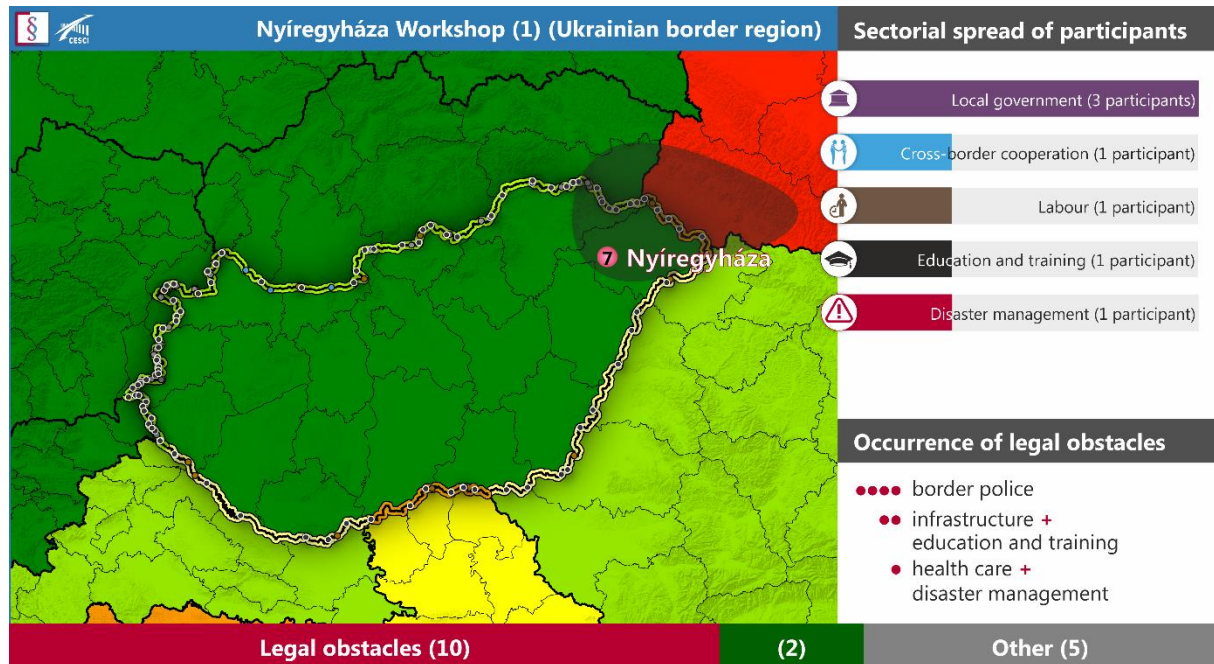 § CESCI
Nyíregyháza Workshop (1) (Ukrainian border region)
7 Nyíregyháza
Sectorial spread of participants
Local government (3 participants)
Cross-border cooperation (1 participant)
Labour (1 participant)
Education and training (1 participant)
Disaster management (1 participant)
Occurrence of legal obstacles
border police
infrastructure +
education and training
health care +
disaster management
Legal obstacles (10)
(2)
Other (5)